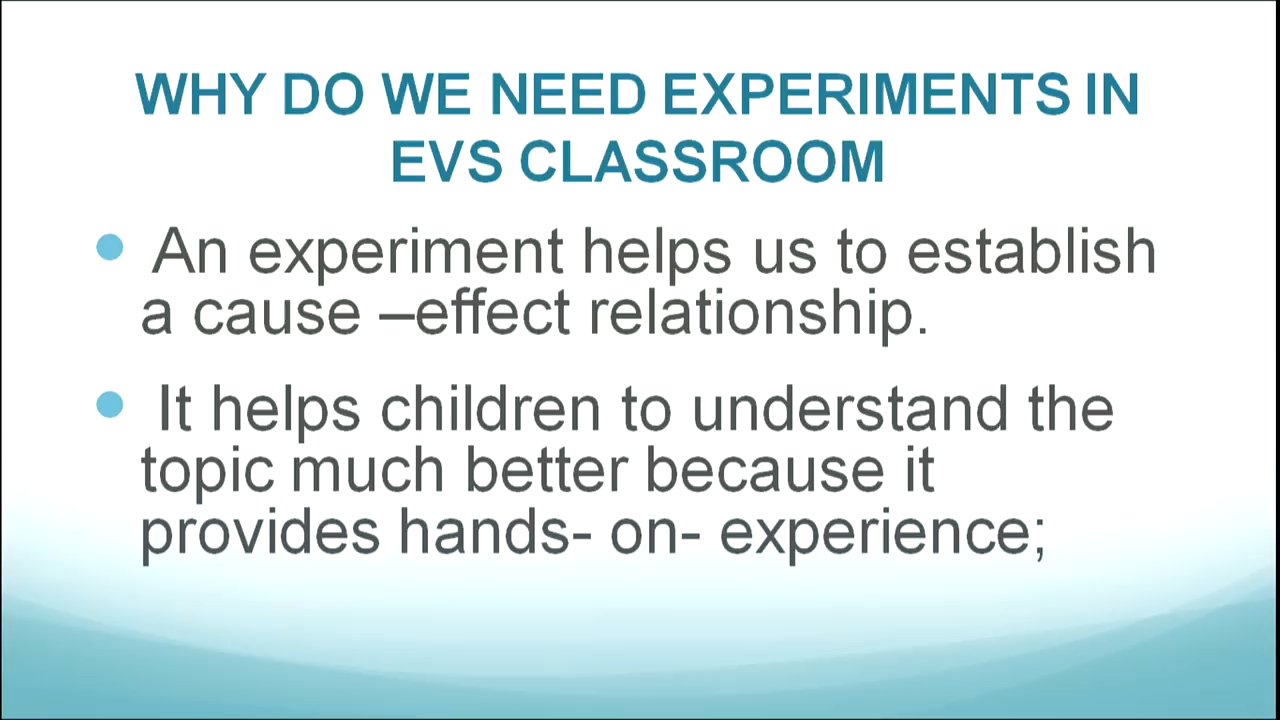 WHY DO WE NEED EXPERIMENTS IN
EVS CLASSROOM
An experiment helps us to establish
a cause –effect relationship.
It helps children to understand the
topic much better because it
provides hands- on- experience;